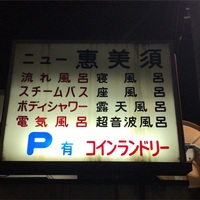 ニュー 惠美須
流れ風呂 寝風呂
スチームバス 座風呂
ボディシャワー 露天風呂
電気風呂 超音波風呂
P 有 コインランドリー